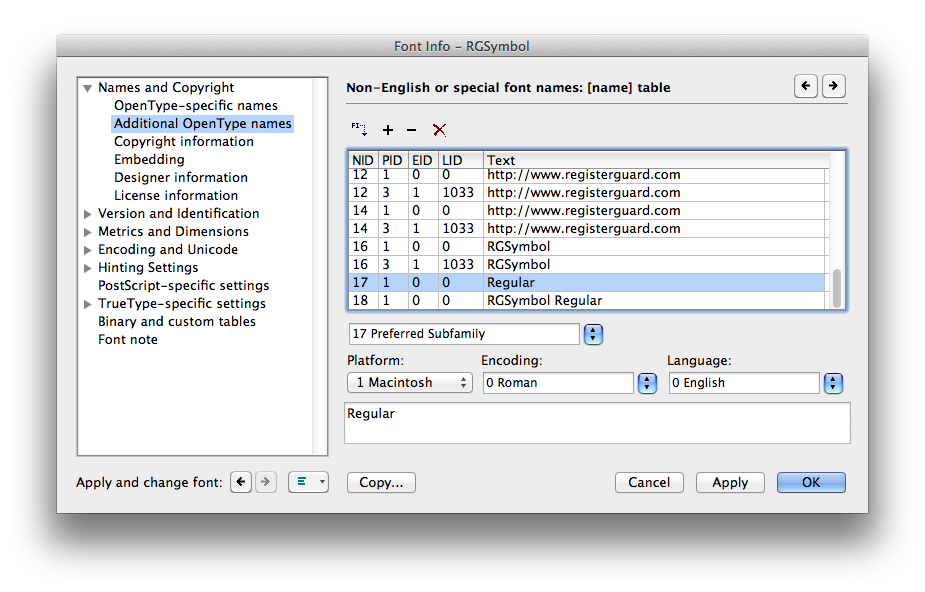 Font Info – RGSymbol
Names and Copyright
OpenType-specific names
Additional OpenType names
Copyright information
Embedding
Designer information
License information
Version and Identification
Metrics and Dimensions
Encoding and Unicode
Hinting Settings
PostScript-specific settings
TrueType-specific settings
Binary and custom tables
Font note
Apply and change font:
Non-English or special font names: [name] table
FI
NID PID EID LID Text
12 1 0 0 http://www.registerguard.com
12 3 1 1033 http://www.registerguard.com
14 1 0 0 http://www.registerguard.com
14 3 1 1033 http://www.registerguard.com
16 1 0 0 RGSymbol
16 3 1 1033 RGSymbol
17 1 0 0 Regular
18 1 0 0 RGSymbol Regular
17 Preferred Subfamily
Platform: Encoding: Language:
1 Macintosh 0 Roman 0 English
Regular
Copy... Cancel Apply OK